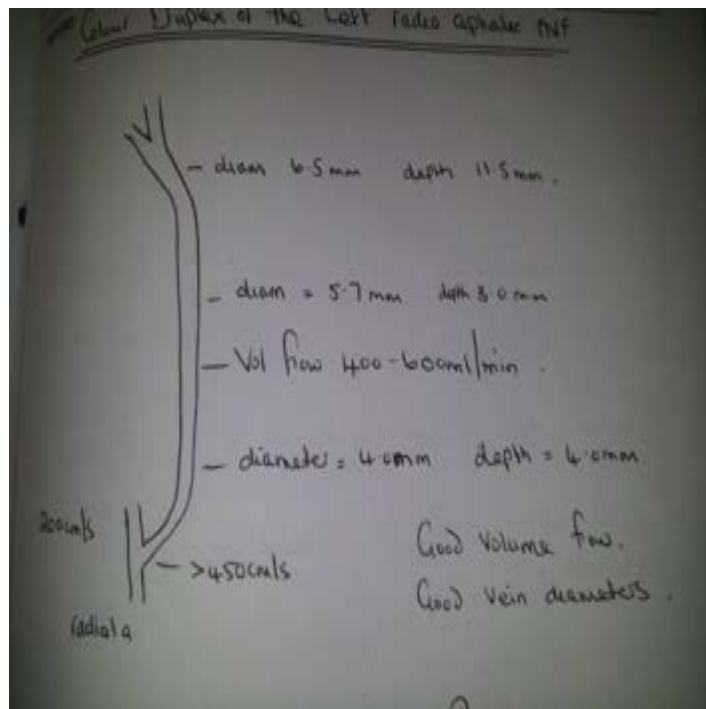 Colour Duplex of the Left radio cephalic AVF
- diam 6.5mm depth 11.5mm.
- diam = 5.7mm depth 3.0mm
- Vol flow 400-600ml/min.
- diameter = 4.0mm depth = 4.0mm
200cm/s
Good volume flow.
- >450cm/s
Good vein diameters.
radial a